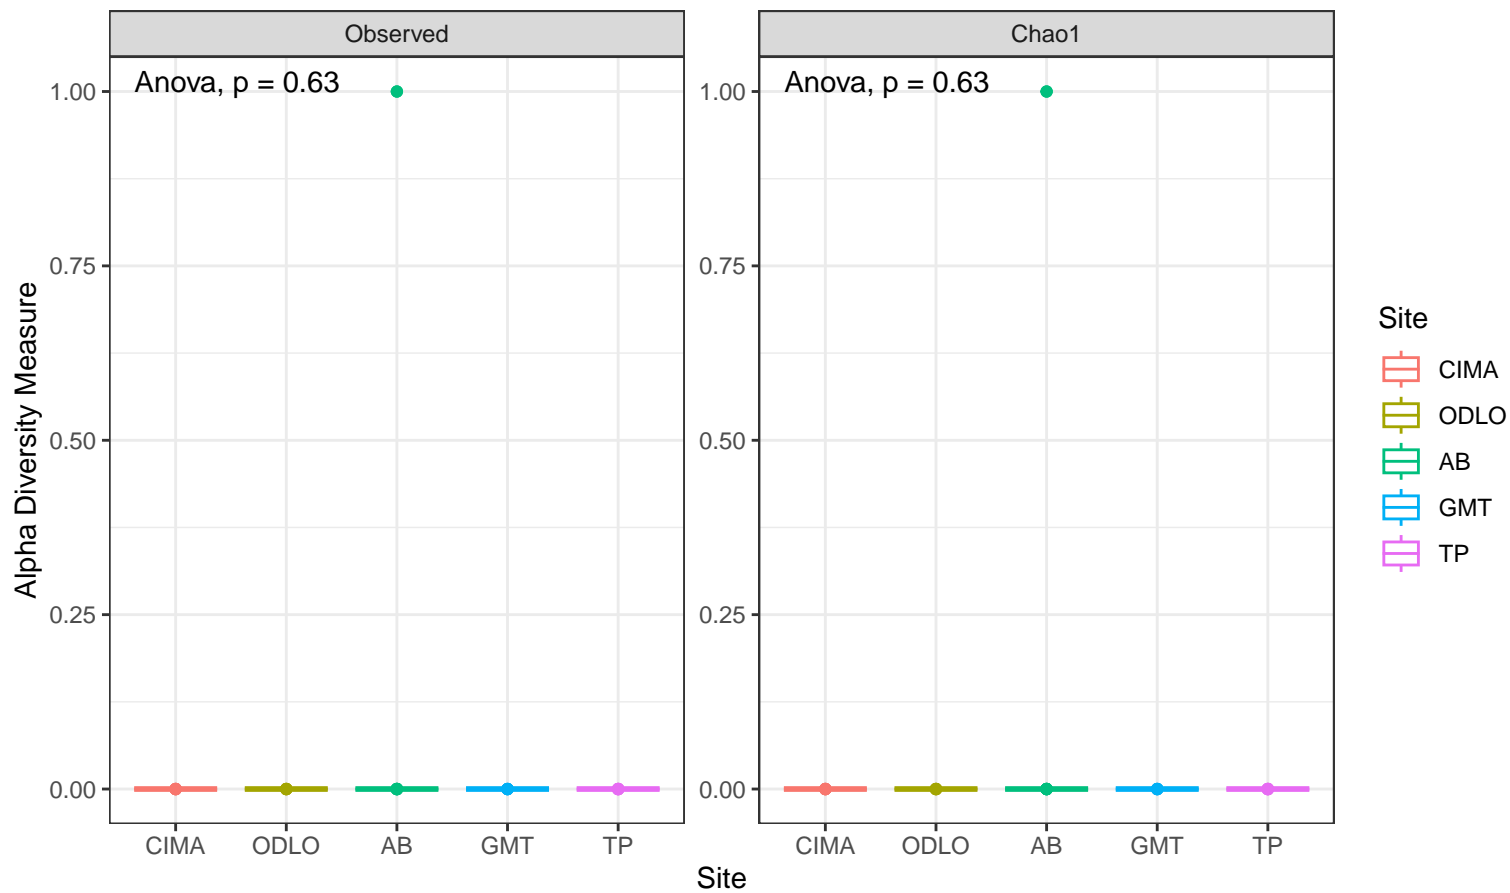 Observed
Chao1
Anova, p = 0.63
Anova, p = 0.63
1.00
0.75
0.50
0.25
0.00
1.00
0.75
0.50
0.25
0.00
Alpha Diversity Measure
CIMA ODLO AB GMT TP
CIMA ODLO AB GMT TP
Site
Site
CIMA
ODLO
AB
GMT
TP